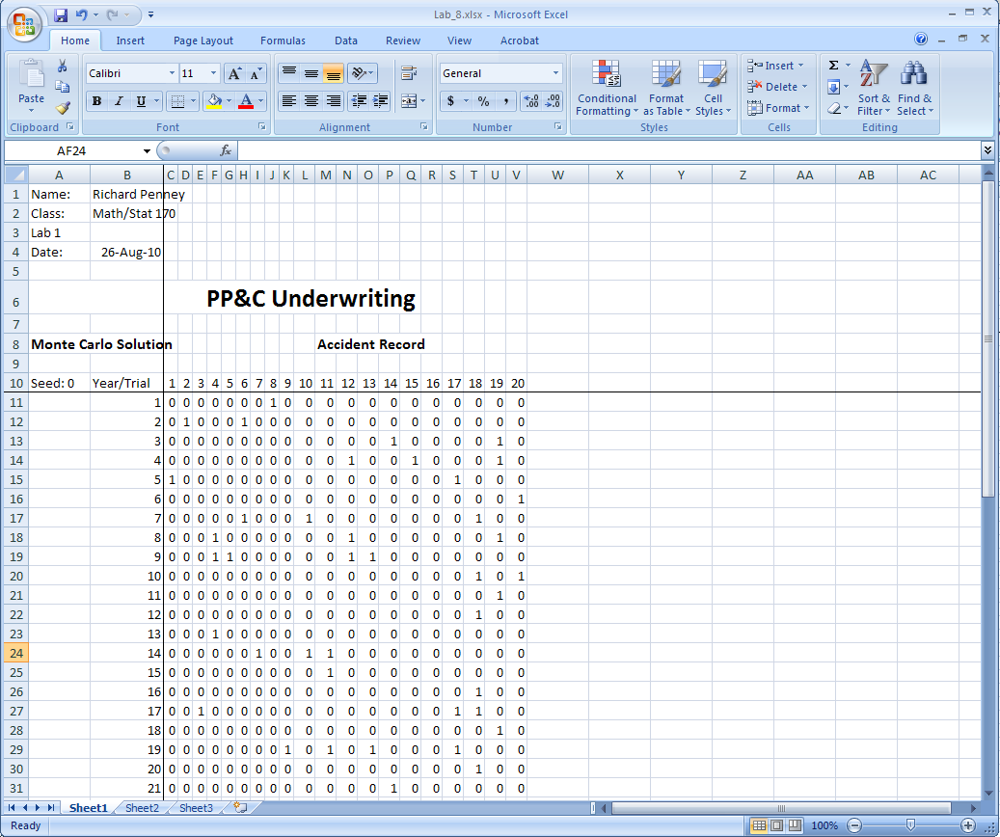 Lab_8.xlsx - Microsoft Excel
Home Insert Page Layout Formulas Data Review View Acrobat
Paste Calibri 11 General Conditional Formatting Format as Table Cell Styles Insert Delete Format Sort & Filter Find & Select
B I U $ % ,
Clipboard Font Alignment Number Styles Cells Editing
AF24 fx
A B C D E F G H I J K L M N O P Q R S T U V W X Y Z AA AB AC
1 Name: Richard Penney
2 Class: Math/Stat 170
3 Lab 1
4 Date: 26-Aug-10
5
6 PP&C Underwriting
7
8 Monte Carlo Solution Accident Record
9
10 Seed: 0 Year/Trial 1 2 3 4 5 6 7 8 9 10 11 12 13 14 15 16 17 18 19 20
11 1 0 0 0 0 0 0 0 1 0 0 0 0 0 0 0 0 0 0 0 0
12 2 0 1 0 0 0 1 0 0 0 0 0 0 0 0 0 0 0 0 0 0
13 3 0 0 0 0 0 0 0 0 0 0 0 0 0 1 0 0 0 0 1 0
14 4 0 0 0 0 0 0 0 0 0 0 0 1 0 0 1 0 0 0 1 0
15 5 1 0 0 0 0 0 0 0 0 0 0 0 0 0 0 0 1 0 0 0
16 6 0 0 0 0 0 0 0 0 0 0 0 0 0 0 0 0 0 0 0 1
17 7 0 0 0 0 0 1 0 0 0 1 0 0 0 0 0 0 0 1 0 0
18 8 0 0 0 1 0 0 0 0 0 0 0 1 0 0 0 0 0 0 1 0
19 9 0 0 0 1 1 0 0 0 0 0 0 1 1 0 0 0 0 0 0 0
20 10 0 0 0 0 0 0 0 0 0 0 0 0 0 0 0 0 0 1 0 1
21 11 0 0 0 0 0 0 0 0 0 0 0 0 0 0 0 0 0 0 1 0
22 12 0 0 0 0 0 0 0 0 0 0 0 0 0 0 0 0 0 1 0 0
23 13 0 0 0 1 0 0 0 0 0 0 0 0 0 0 0 0 0 0 0 0
24 14 0 0 0 0 0 0 1 0 0 1 1 0 0 0 0 0 0 0 0 0
25 15 0 0 0 0 0 0 0 0 0 0 1 0 0 0 0 0 0 0 0 0
26 16 0 0 0 0 0 0 0 0 0 0 0 0 0 0 0 0 0 1 0 0
27 17 0 0 1 0 0 0 0 0 0 0 0 0 0 0 0 0 1 1 0 0
28 18 0 0 0 0 0 0 0 0 0 0 0 0 0 0 0 0 0 0 1 0
29 19 0 0 0 0 0 0 0 0 1 0 1 0 1 0 0 0 1 0 0 0
30 20 0 0 0 0 0 0 0 0 0 0 0 0 0 0 0 0 0 1 0 0
31 21 0 0 0 0 0 0 0 0 0 0 0 0 0 1 0 0 0 0 0 0
Sheet1 Sheet2 Sheet3
Ready 100%